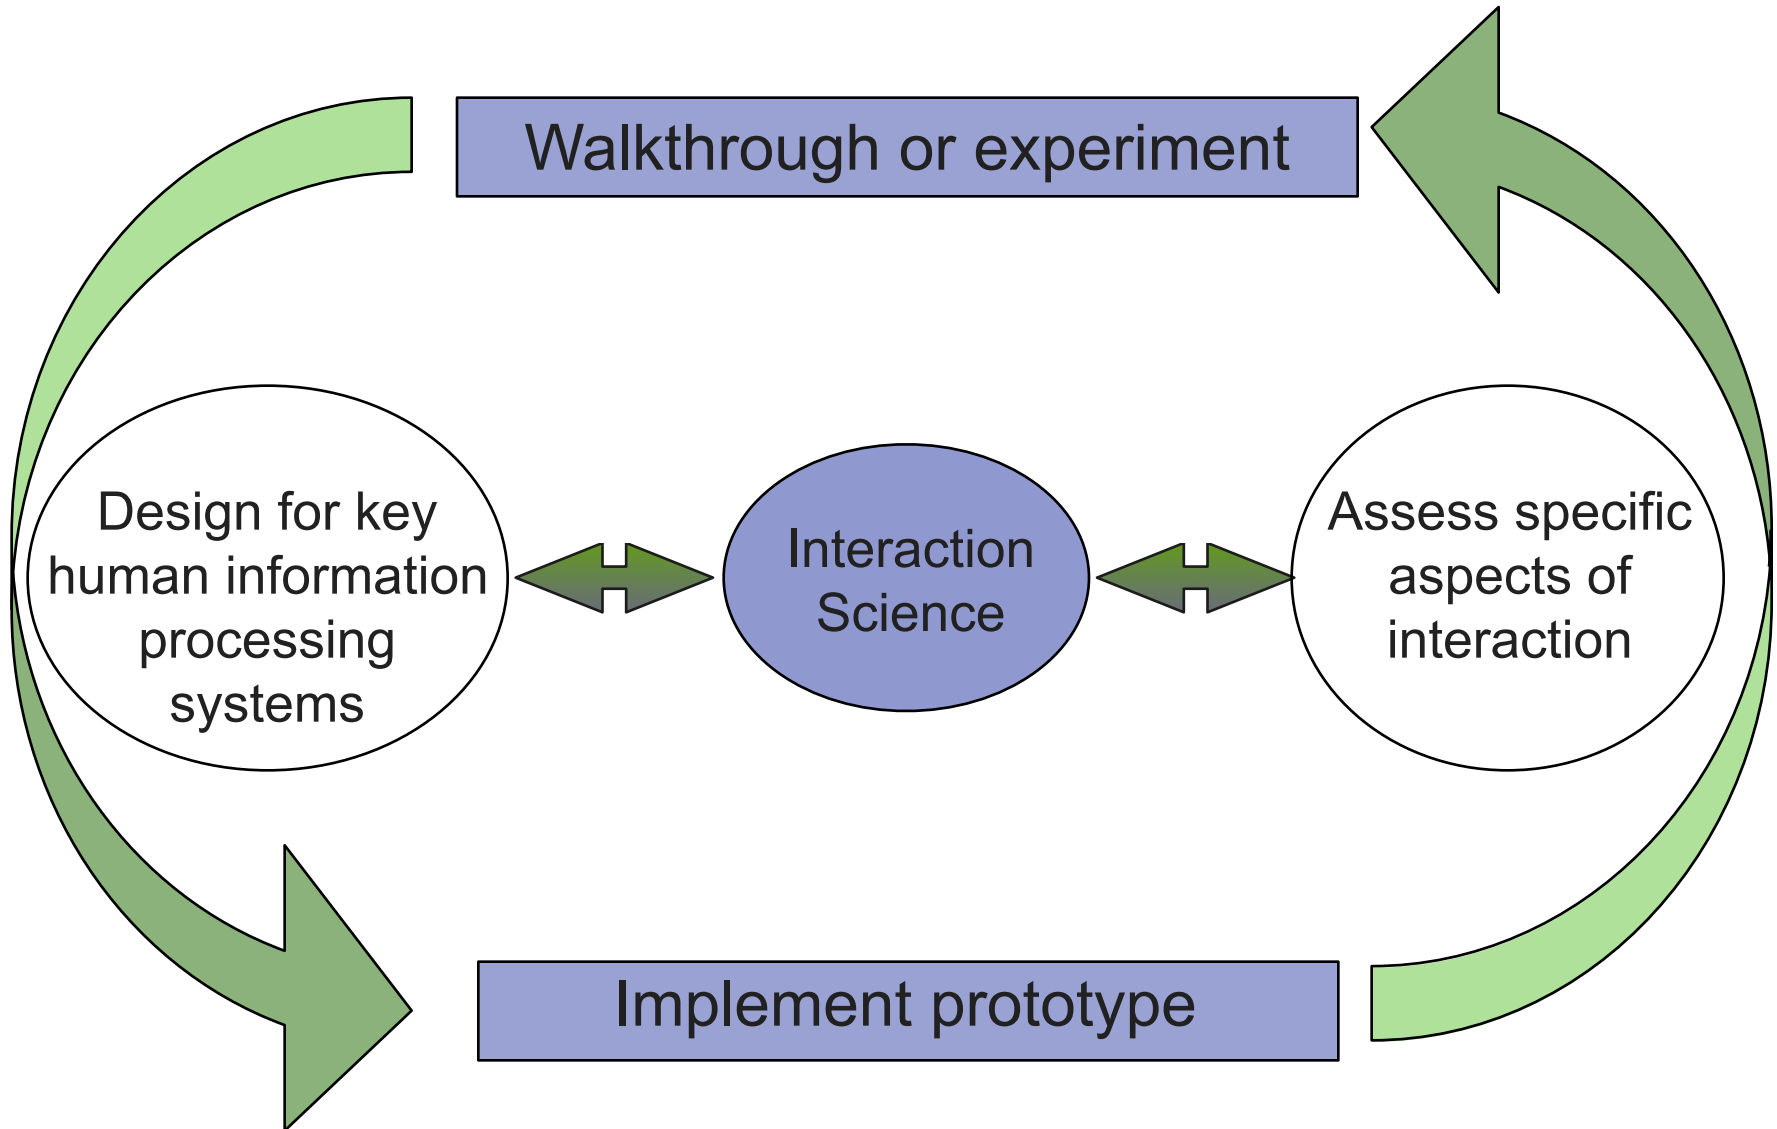 Walkthrough or experiment
Design for key
human information
processing
systems
Interaction
Science
Assess specific
aspects of
interaction
Implement prototype